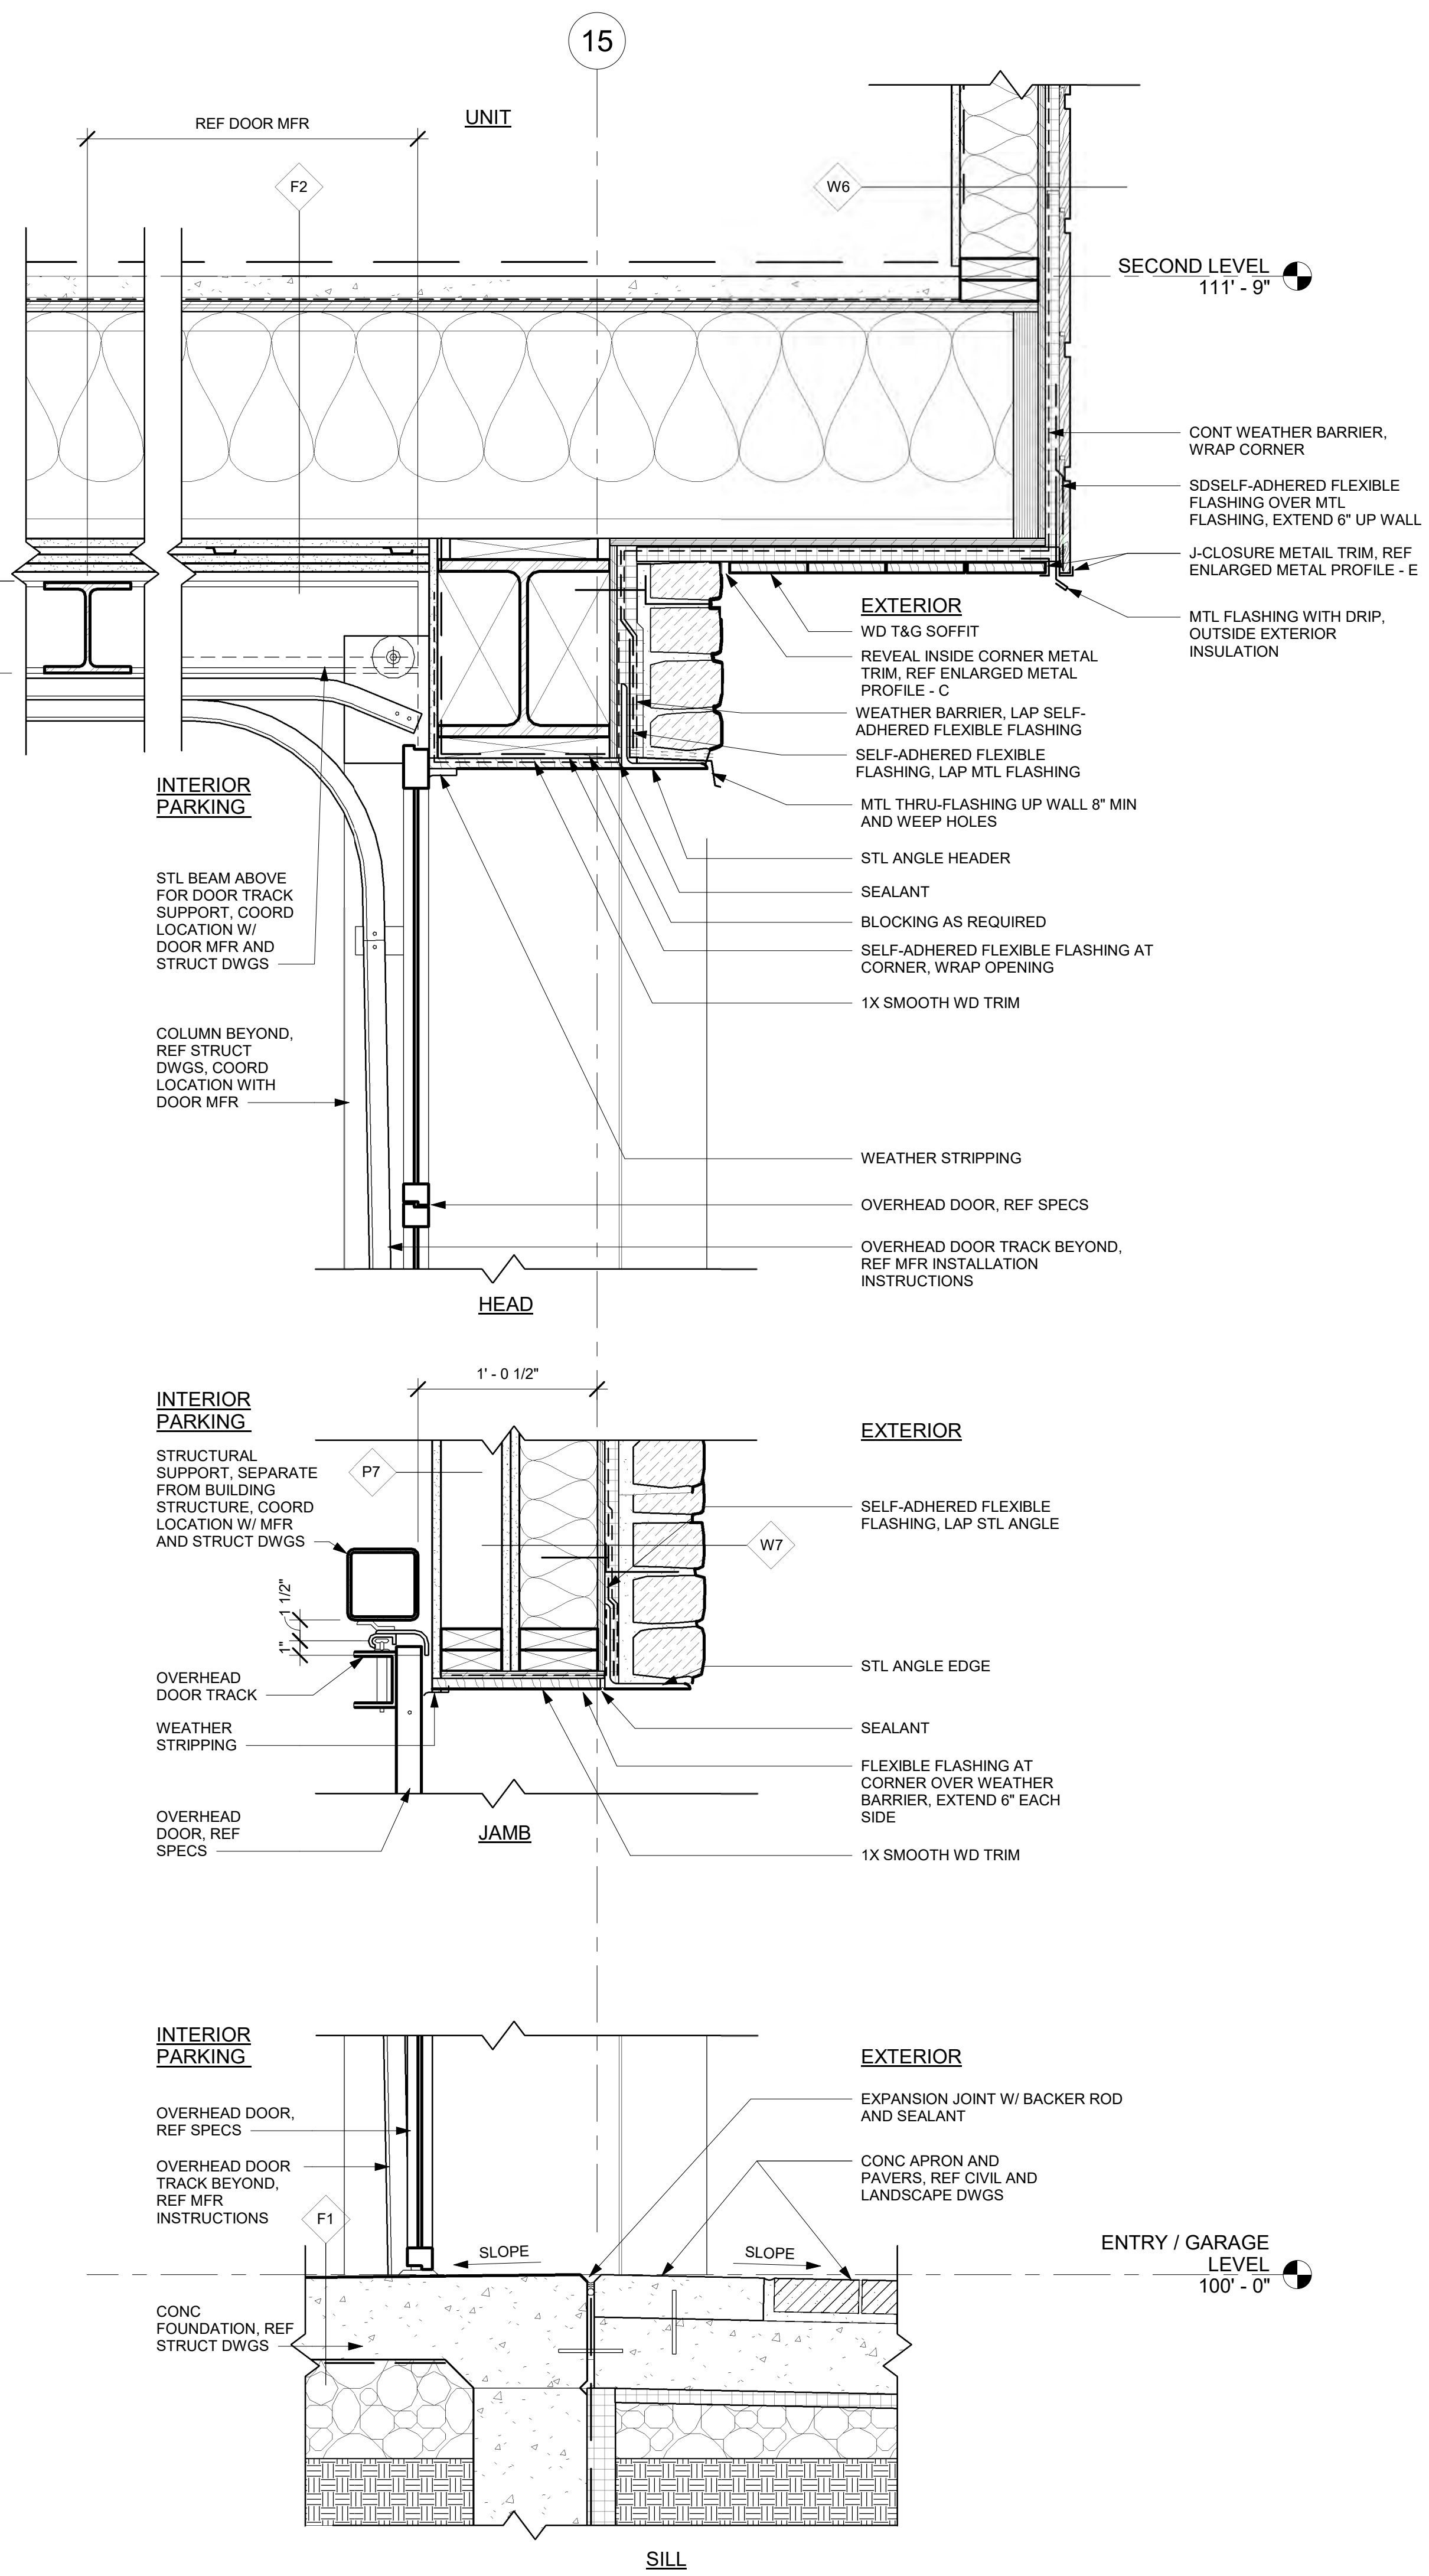 15
UNIT
REF DOOR MFR
F2
W6
SECOND LEVEL
111' - 9"
CONT WEATHER BARRIER,
WRAP CORNER
SDSELF-ADHERED FLEXIBLE
FLASHING OVER MTL
FLASHING, EXTEND 6" UP WALL
J-CLOSURE METAIL TRIM, REF
ENLARGED METAL PROFILE - E
MTL FLASHING WITH DRIP,
OUTSIDE EXTERIOR
INSULATION
EXTERIOR
WD T&G SOFFIT
REVEAL INSIDE CORNER METAL
TRIM, REF ENLARGED METAL
PROFILE - C
WEATHER BARRIER, LAP SELF-
ADHERED FLEXIBLE FLASHING
SELF-ADHERED FLEXIBLE
FLASHING, LAP MTL FLASHING
MTL THRU-FLASHING UP WALL 8" MIN
AND WEEP HOLES
STL ANGLE HEADER
SEALANT
BLOCKING AS REQUIRED
SELF-ADHERED FLEXIBLE FLASHING AT
CORNER, WRAP OPENING
1X SMOOTH WD TRIM
INTERIOR
PARKING
STL BEAM ABOVE
FOR DOOR TRACK
SUPPORT, COORD
LOCATION W/
DOOR MFR AND
STRUCT DWGS
COLUMN BEYOND,
REF STRUCT
DWGS, COORD
LOCATION WITH
DOOR MFR
WEATHER STRIPPING
OVERHEAD DOOR, REF SPECS
OVERHEAD DOOR TRACK BEYOND,
REF MFR INSTALLATION
INSTRUCTIONS
HEAD
1' - 0 1/2"
INTERIOR
PARKING
STRUCTURAL
SUPPORT, SEPARATE
FROM BUILDING
STRUCTURE, COORD
LOCATION W/ MFR
AND STRUCT DWGS
P7
EXTERIOR
SELF-ADHERED FLEXIBLE
FLASHING, LAP STL ANGLE
W7
1 1/2"
1"
OVERHEAD
DOOR TRACK
WEATHER
STRIPPING
OVERHEAD
DOOR, REF
SPECS
STL ANGLE EDGE
SEALANT
FLEXIBLE FLASHING AT
CORNER OVER WEATHER
BARRIER, EXTEND 6" EACH
SIDE
1X SMOOTH WD TRIM
JAMB
INTERIOR
PARKING
EXTERIOR
OVERHEAD DOOR,
REF SPECS
OVERHEAD DOOR
TRACK BEYOND,
REF MFR
INSTRUCTIONS
F1
EXPANSION JOINT W/ BACKER ROD
AND SEALANT
CONC APRON AND
PAVERS, REF CIVIL AND
LANDSCAPE DWGS
SLOPE
SLOPE
ENTRY / GARAGE
LEVEL
100' - 0"
CONC
FOUNDATION, REF
STRUCT DWGS
SILL